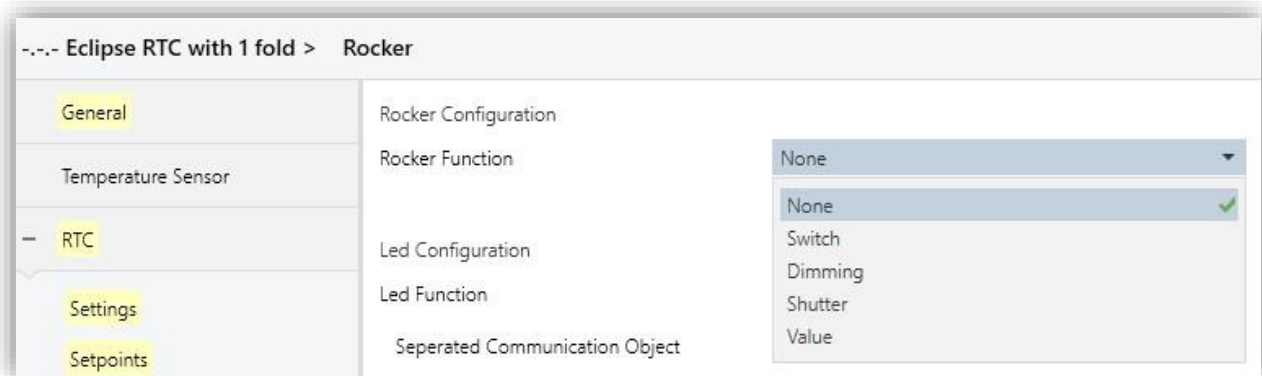 -.-.- Eclipse RTC with 1 fold > Rocker
General
Temperature Sensor
− RTC
Settings
Setpoints
Rocker Configuration
Rocker Function None
None
Switch
Dimming
Shutter
Value
Led Configuration
Led Function
Seperated Communication Object